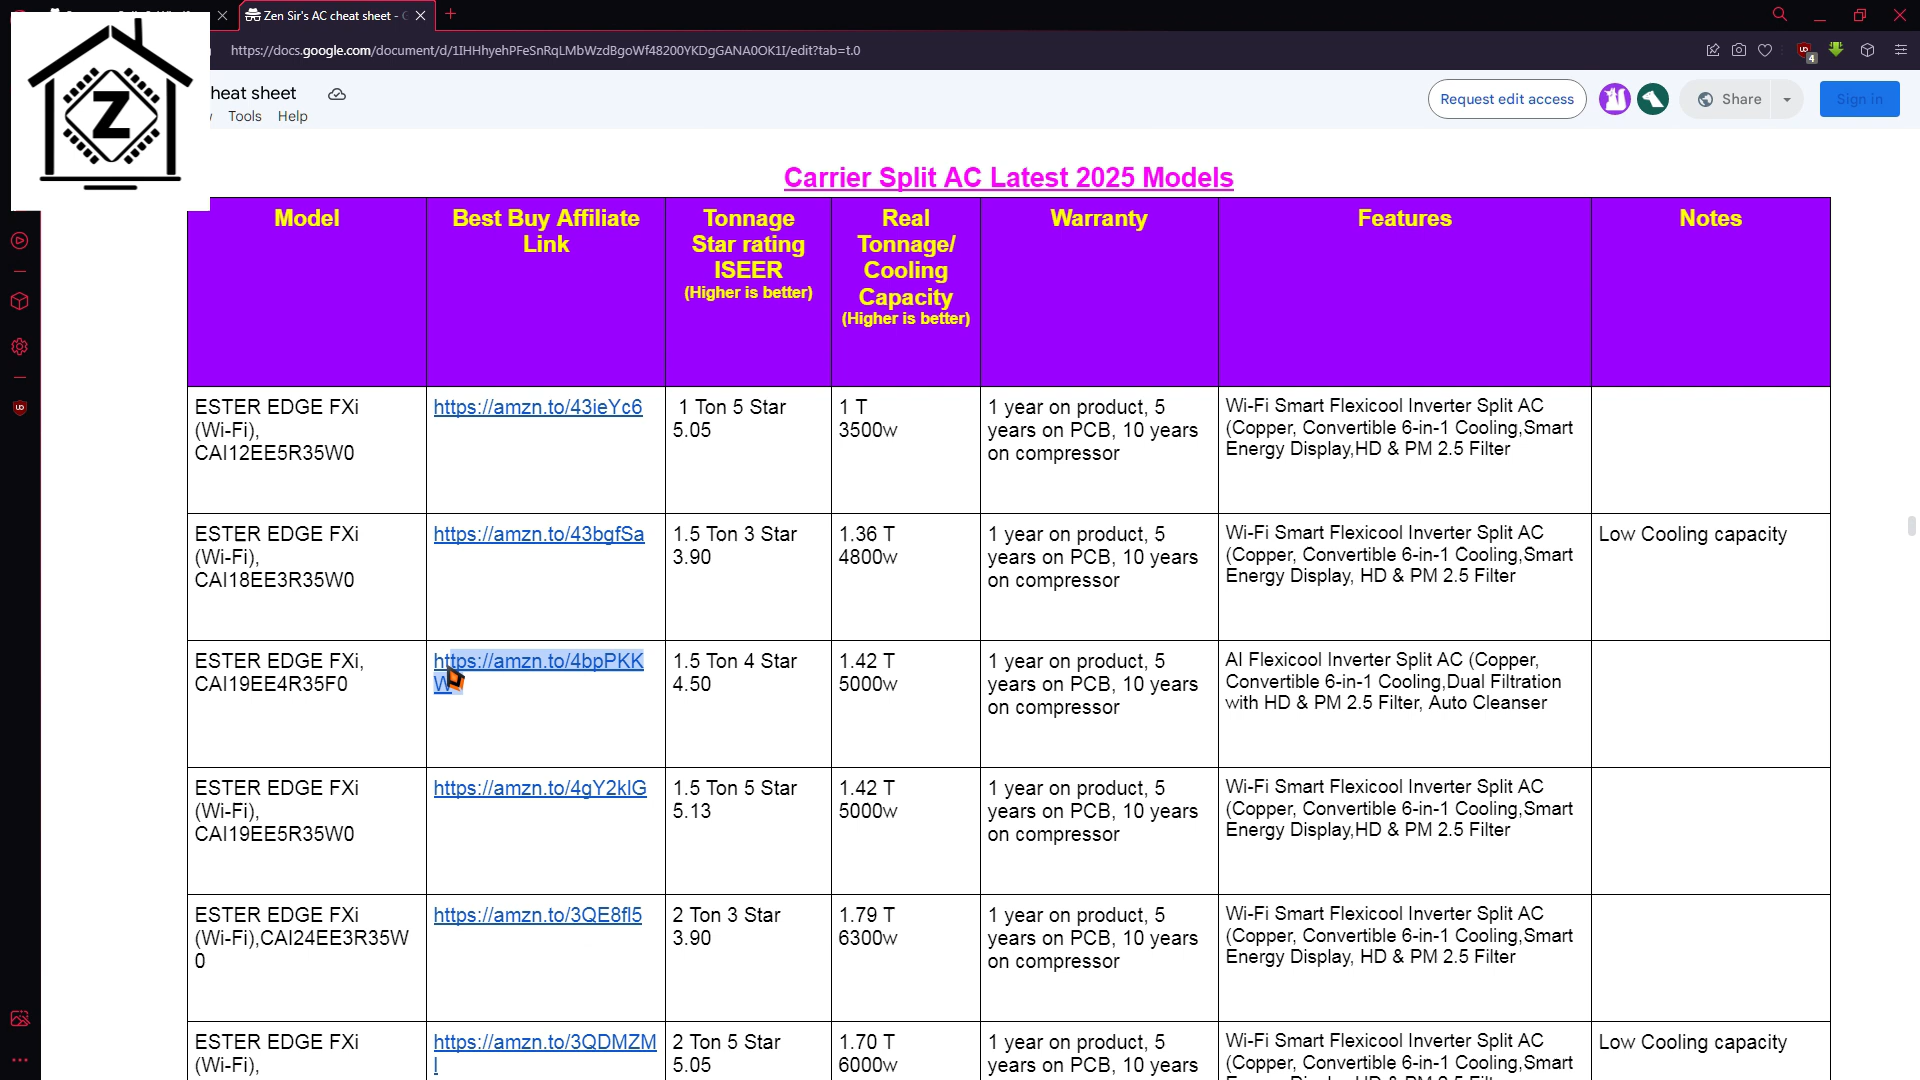 Zen Sir's AC cheat sheet -
https://docs.google.com/document/d/1IHHhyehPFeSnRqLMbWzdBgoWf48200YKDgGANA0OK1I/edit?tab=t.0
4
Z
heat sheet
Tools Help
Request edit access
Share
Sign in
Carrier Split AC Latest 2025 Models
Model
Best Buy Affiliate
Link
Tonnage
Star rating
ISEER
(Higher is better)
Real
Tonnage/
Cooling
Capacity
(Higher is better)
Warranty
Features
Notes
ESTER EDGE FXi
(Wi-Fi),
CAI12EE5R35W0
https://amzn.to/43ieYc6
1 Ton 5 Star
5.05
1 T
3500w
1 year on product, 5
years on PCB, 10 years
on compressor
Wi-Fi Smart Flexicool Inverter Split AC
(Copper, Convertible 6-in-1 Cooling,Smart
Energy Display,HD & PM 2.5 Filter
ESTER EDGE FXi
(Wi-Fi),
CAI18EE3R35W0
https://amzn.to/43bgfSa
1.5 Ton 3 Star
3.90
1.36 T
4800w
1 year on product, 5
years on PCB, 10 years
on compressor
Wi-Fi Smart Flexicool Inverter Split AC
(Copper, Convertible 6-in-1 Cooling,Smart
Energy Display, HD & PM 2.5 Filter
Low Cooling capacity
ESTER EDGE FXi,
CAI19EE4R35F0
https://amzn.to/4bpPKK
W
1.5 Ton 4 Star
4.50
1.42 T
5000w
1 year on product, 5
years on PCB, 10 years
on compressor
AI Flexicool Inverter Split AC (Copper,
Convertible 6-in-1 Cooling,Dual Filtration
with HD & PM 2.5 Filter, Auto Cleanser
ESTER EDGE FXi
(Wi-Fi),
CAI19EE5R35W0
https://amzn.to/4gY2klG
1.5 Ton 5 Star
5.13
1.42 T
5000w
1 year on product, 5
years on PCB, 10 years
on compressor
Wi-Fi Smart Flexicool Inverter Split AC
(Copper, Convertible 6-in-1 Cooling,Smart
Energy Display,HD & PM 2.5 Filter
ESTER EDGE FXi
(Wi-Fi),CAI24EE3R35W
0
https://amzn.to/3QE8fl5
2 Ton 3 Star
3.90
1.79 T
6300w
1 year on product, 5
years on PCB, 10 years
on compressor
Wi-Fi Smart Flexicool Inverter Split AC
(Copper, Convertible 6-in-1 Cooling,Smart
Energy Display, HD & PM 2.5 Filter
ESTER EDGE FXi
(Wi-Fi),
https://amzn.to/3QDMZM
l
2 Ton 5 Star
5.05
1.70 T
6000w
1 year on product, 5
years on PCB, 10 years
Wi-Fi Smart Flexicool Inverter Split AC
(Copper, Convertible 6-in-1 Cooling,Smart
Low Cooling capacity